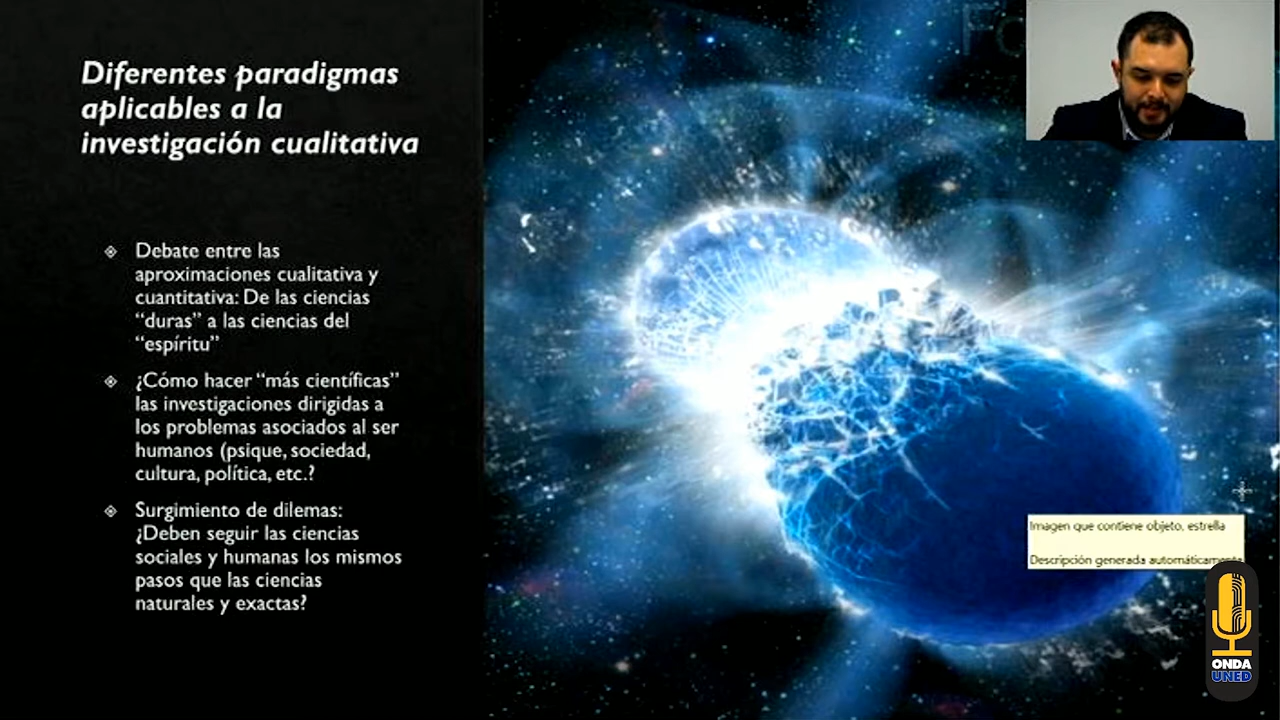 Diferentes paradigmas
aplicables a la
investigación cualitativa
Debate entre las
aproximaciones cualitativa y
cuantitativa: De las ciencias
“duras” a las ciencias del
“espíritu”
¿Cómo hacer “más científicas”
las investigaciones dirigidas a
los problemas asociados al ser
humanos (psique, sociedad,
cultura, política, etc.?
Surgimiento de dilemas:
¿Deben seguir las ciencias
sociales y humanas los mismos
pasos que las ciencias
naturales y exactas?
Imagen que contiene objeto, estrella
Descripción generada automáticamente
ONDA
UNED